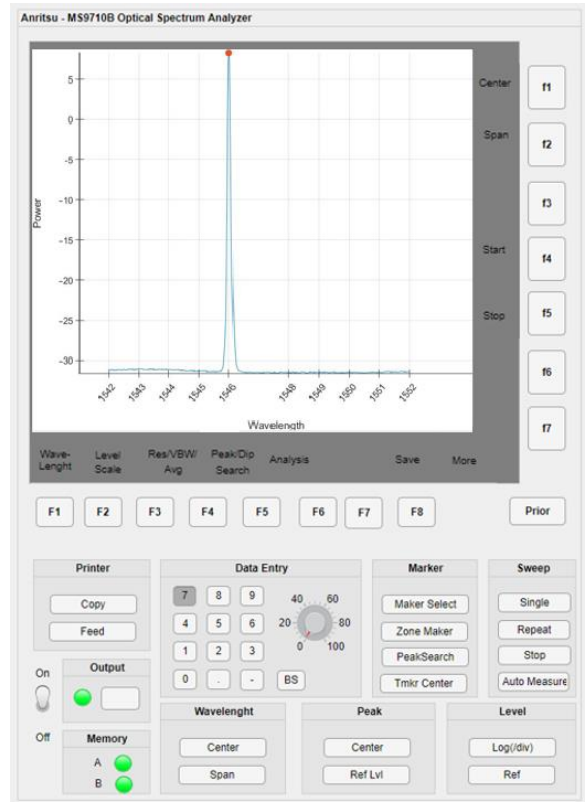 Anritsu - MS9710B Optical Spectrum Analyzer
5
0
-5
-10
-15
-20
-25
-30
Power
1542
1543
1544
1545
1546
1548
1549
1550
1551
1552
Wavelength
Center
Span
Start
Stop
f1
f2
f3
f4
f5
f6
f7
Wave-
Lenght
Level
Scale
Res/VBW/
Avg
Peak/Dip
Search
Analysis
Save
More
F1 F2 F3 F4 F5 F6 F7 F8 Prior
Printer
Copy
Feed
On
Off
Output
Memory
A
B
Data Entry
7 8 9
4 5 6
1 2 3
0 . - BS
0 20 40 60 80 100
Marker
Maker Select
Zone Maker
PeakSearch
Tmkr Center
Sweep
Single
Repeat
Stop
Auto Measure
Wavelenght
Center
Span
Peak
Center
Ref Lvl
Level
Log(/div)
Ref